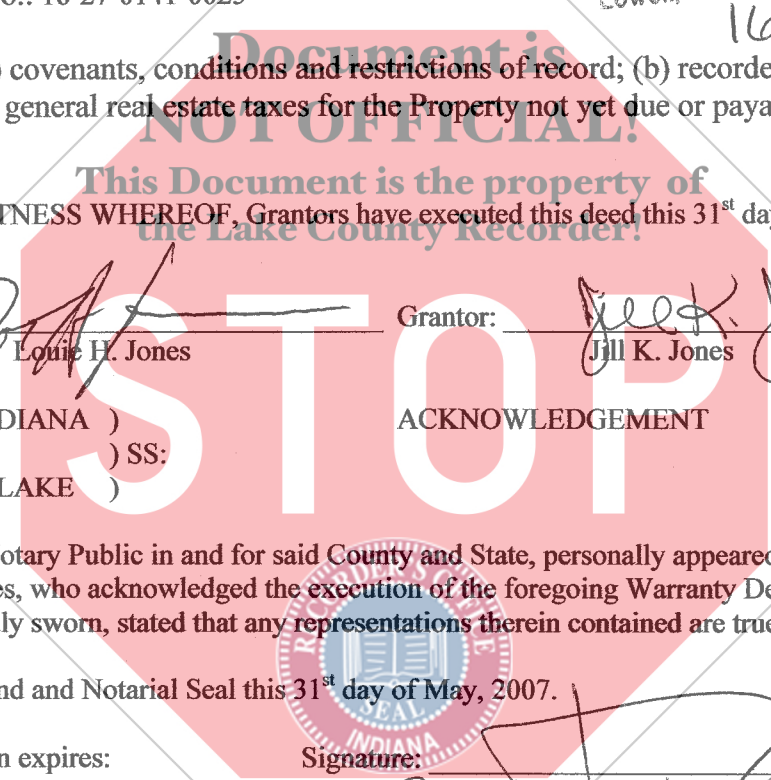 16
covenants, conditions and restrictions of record; (b) recorde
general real estate taxes for the Property not yet due or paya
Document is
NOT OFFICIAL!
This Document is the property of
the Lake County Recorder!
TNESS WHEREOF, Grantors have executed this deed this 31st day
STOP
Grantor: Jill K.
Louie H. Jones Jill K. Jones
DIANA ) ACKNOWLEDGEMENT
) SS:
LAKE )
otary Public in and for said County and State, personally appeared
es, who acknowledged the execution of the foregoing Warranty De
ly sworn, stated that any representations therein contained are true
nd and Notarial Seal this 31st day of May, 2007.
RECORDER'S OFFICE
SEAL
INDIANA
n expires: Signature: